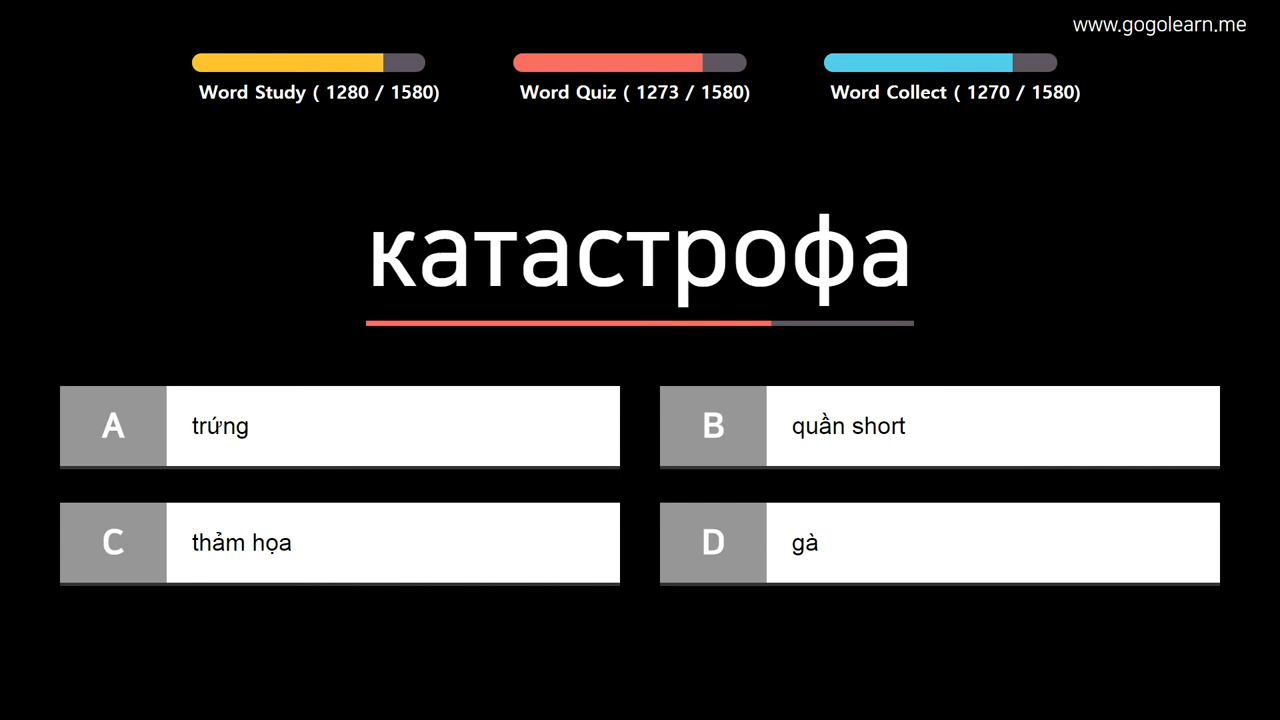 www.gogolearn.me
Word Study ( 1280 / 1580)
Word Quiz ( 1273 / 1580)
Word Collect ( 1270 / 1580)
катастрофа
A trứng
B quần short
C thảm họa
D gà